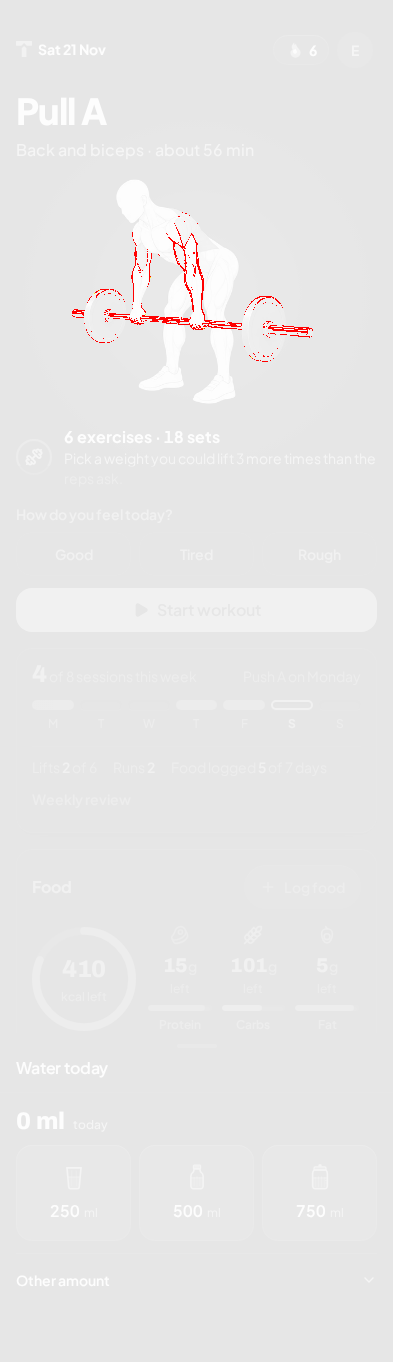 Sat 21 Nov
6
E
Pull A
Back and biceps · about 56 min
6 exercises · 18 sets
Pick a weight you could lift 3 more times than the
reps ask.
How do you feel today?
Good Tired Rough
Start workout
4 of 8 sessions this week Push A on Monday
M T W T F S S
Lifts 2 of 6 Runs 2 Food logged 5 of 7 days
Weekly review
Food
+ Log food
410
kcal left
15g 101g 5g
left left left
Protein Carbs Fat
Water today
0 ml today
250 ml 500 ml 750 ml
Other amount